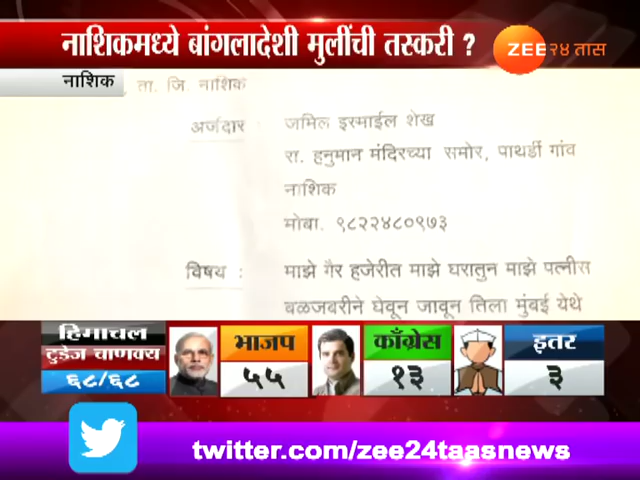 नाशिकमध्ये बांगलादेशी मुलींची तस्करी ?
ZEE २४ तास
नाशिक
, ता. जि नाशिक
अर्जदार : जमिल इस्माईल शेख
रा. हनुमान मंदिरच्या समोर, पाथर्डी गांव
नाशिक
मोबा. ९८२२४८०९७३
विषय : माझे गैर हजेरीत माझे घरातुन माझे पत्नीस
बळजबरीने घेवून जावून तिला मुंबई येथे
हिमाचल
टुडेज चाणक्य
६८/६८
भाजप
५५
काँग्रेस
१३
इतर
३
twitter.com/zee24taasnews